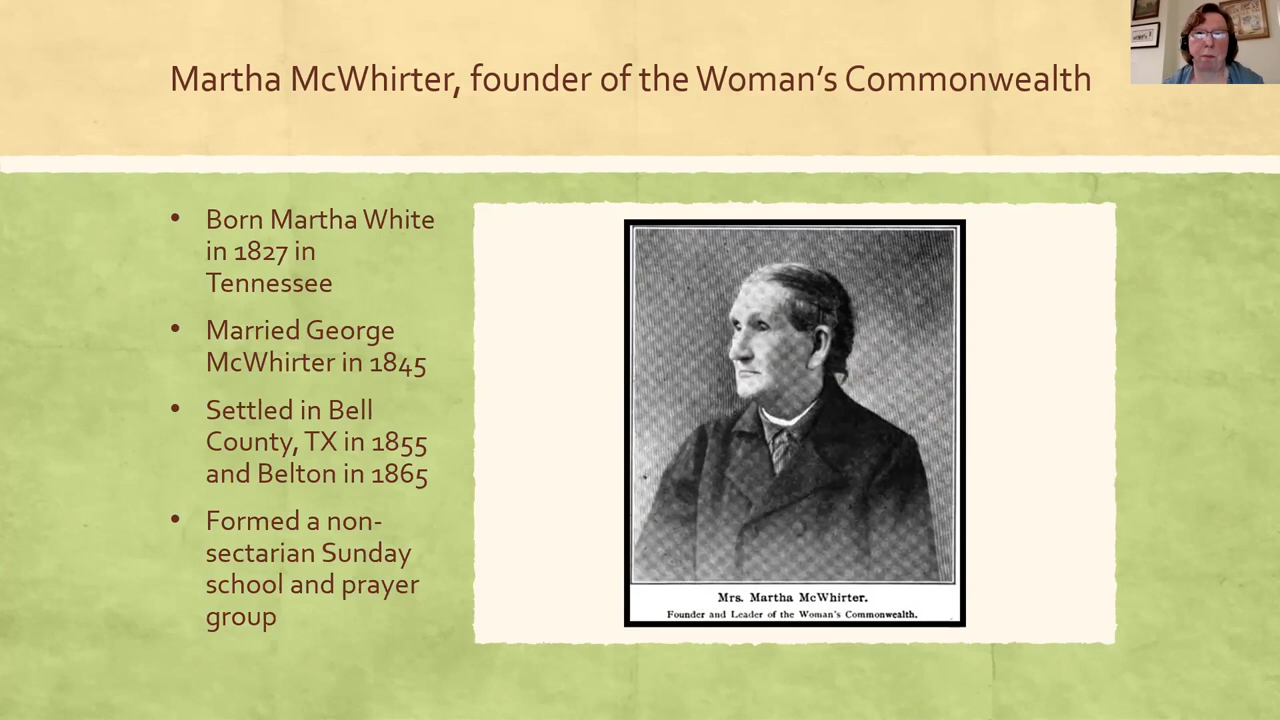 Martha McWhirter, founder of the Woman's Commonwealth
• Born Martha White
in 1827 in
Tennessee
• Married George
McWhirter in 1845
• Settled in Bell
County, TX in 1855
and Belton in 1865
• Formed a non-
sectarian Sunday
school and prayer
group
Mrs. Martha McWhirter.
Founder and Leader of the Woman's Commonwealth.